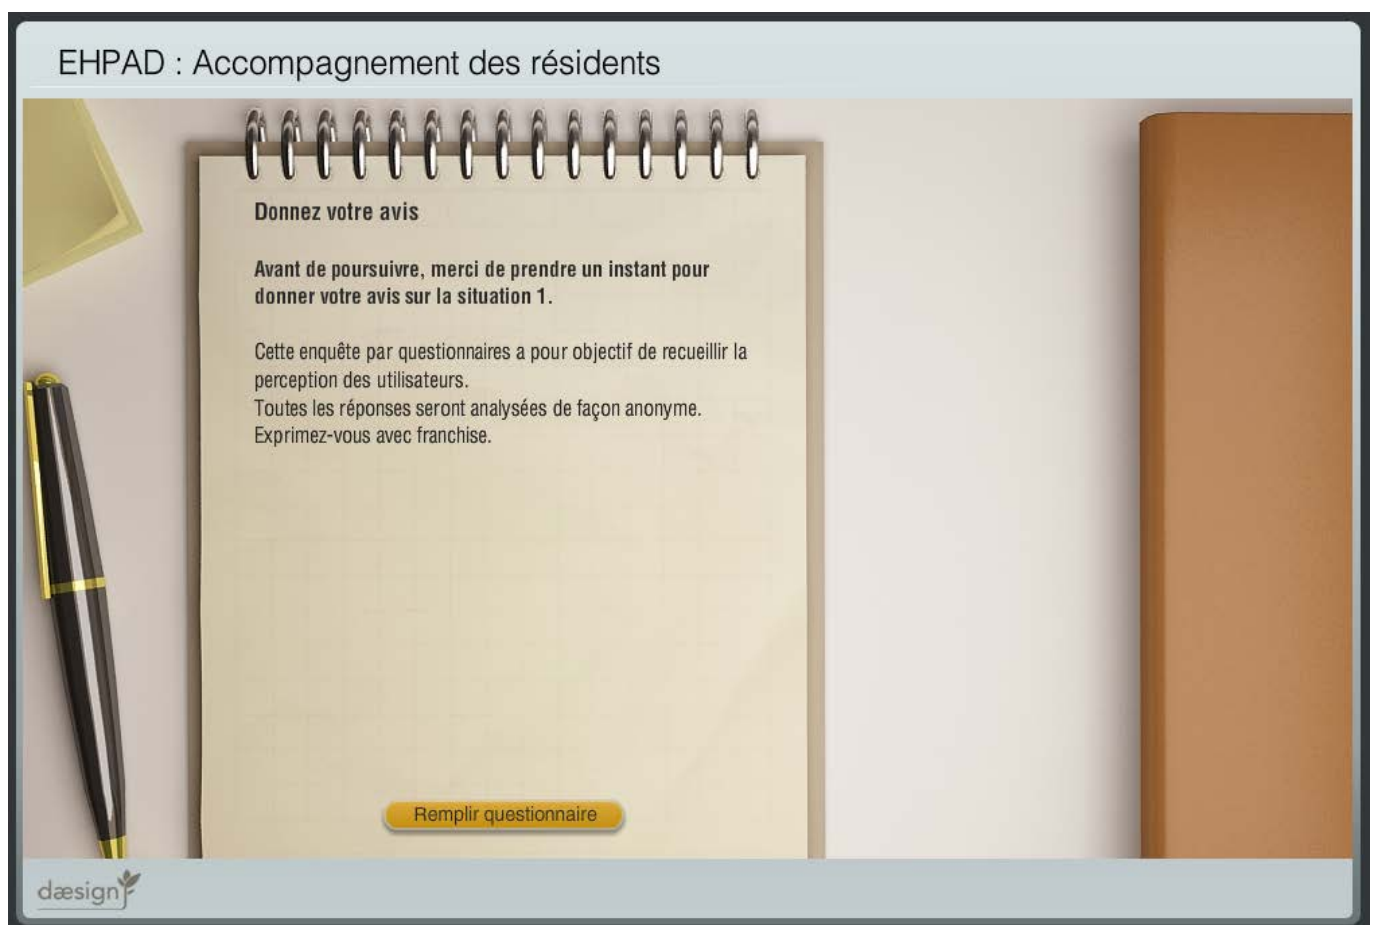 EHPAD : Accompagnement des résidents
Donnez votre avis
Avant de poursuivre, merci de prendre un instant pour
donner votre avis sur la situation 1.
Cette enquête par questionnaires a pour objectif de recueillir la
perception des utilisateurs.
Toutes les réponses seront analysées de façon anonyme.
Exprimez-vous avec franchise.
Remplir questionnaire
dæsign